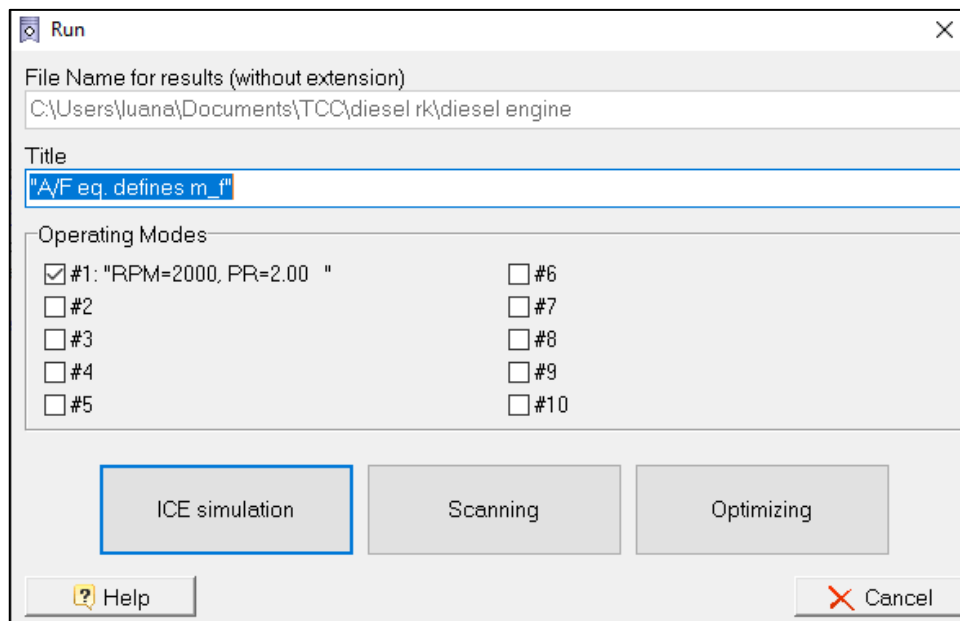 Run
File Name for results (without extension)
C:\Users\luana\Documents\TCC\diesel rk\diesel engine
Title
"A/F eq. defines m_f"
Operating Modes
#1: "RPM=2000, PR=2.00   "
#2
#3
#4
#5
#6
#7
#8
#9
#10
ICE simulation
Scanning
Optimizing
Help
Cancel